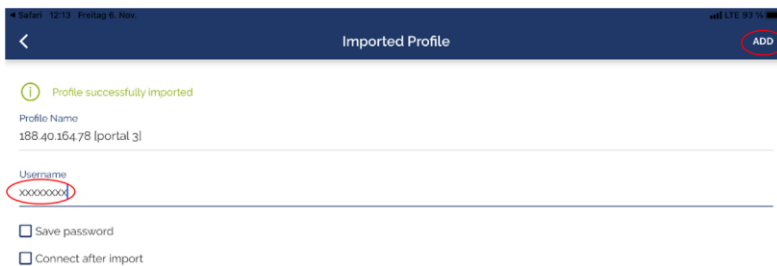 Safari 12:13 Freitag 6. Nov. LTE 93 %
Imported Profile ADD
Profile successfully imported
Profile Name
188.40.164.78 [portal 3]
Username
xxxxxxxx
Save password
Connect after import